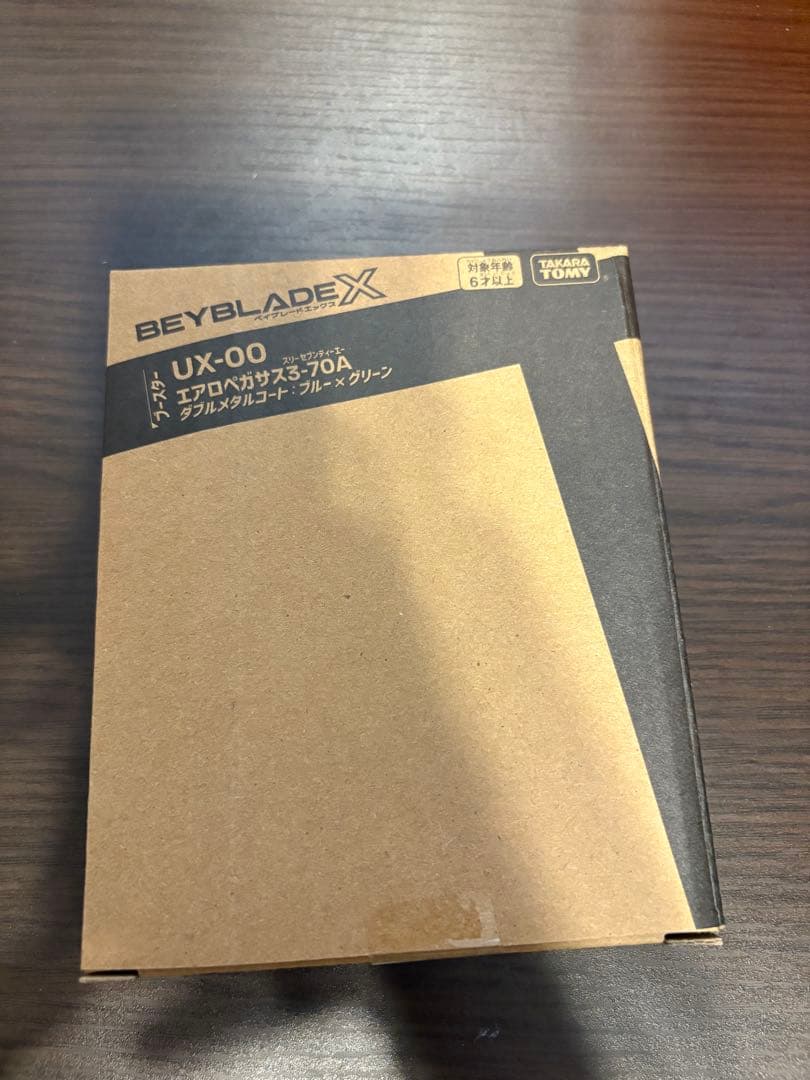 BEYBLADE X
ベイブレードエックス
対象年齢
6才以上
TAKARA TOMY
ブースター
UX-00
スリーセブンティーエー
エアロペガサス3-70A
ダブルメタルコート:ブルー×グリーン